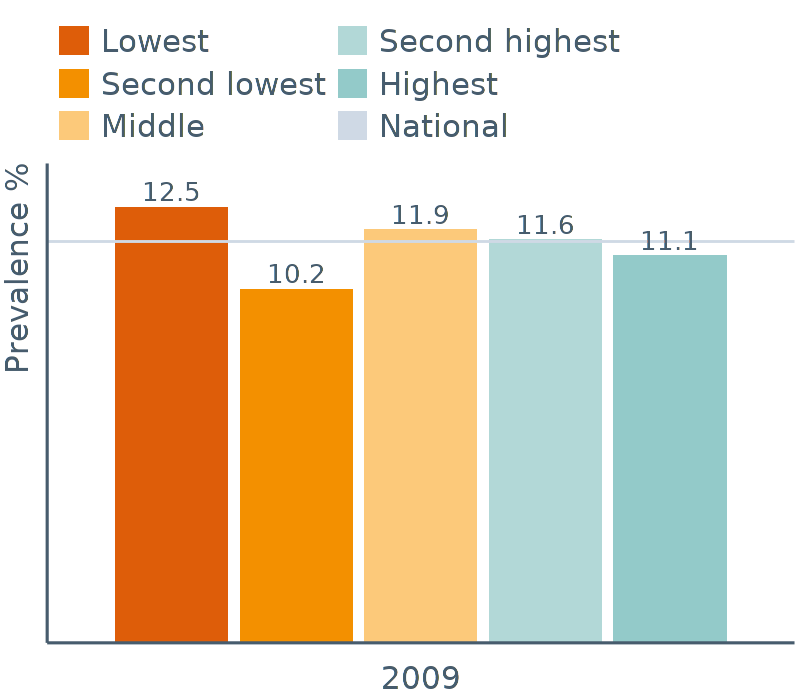 Lowest
Second lowest
Middle
Second highest
Highest
National
Prevalence %
12.5
10.2
11.9
11.6
11.1
2009